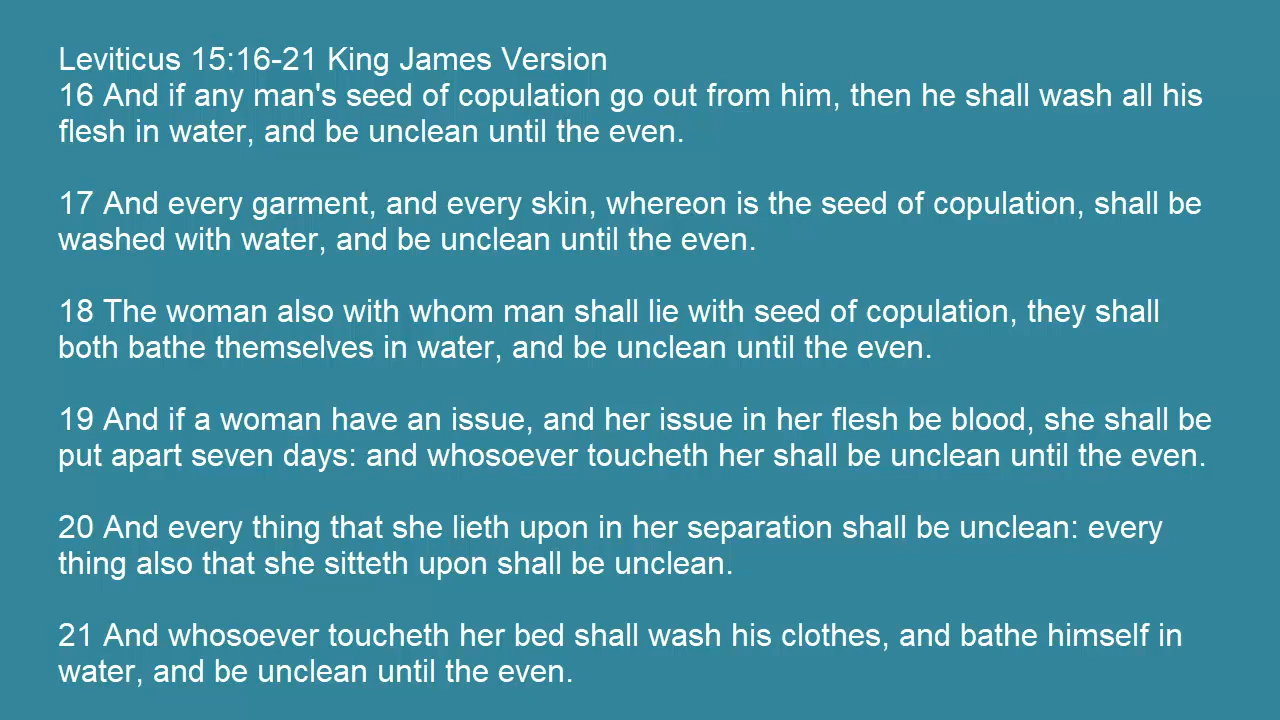 Leviticus 15:16-21 King James Version
16 And if any man's seed of copulation go out from him, then he shall wash all his
flesh in water, and be unclean until the even.
17 And every garment, and every skin, whereon is the seed of copulation, shall be
washed with water, and be unclean until the even.
18 The woman also with whom man shall lie with seed of copulation, they shall
both bathe themselves in water, and be unclean until the even.
19 And if a woman have an issue, and her issue in her flesh be blood, she shall be
put apart seven days: and whosoever toucheth her shall be unclean until the even.
20 And every thing that she lieth upon in her separation shall be unclean: every
thing also that she sitteth upon shall be unclean.
21 And whosoever toucheth her bed shall wash his clothes, and bathe himself in
water, and be unclean until the even.